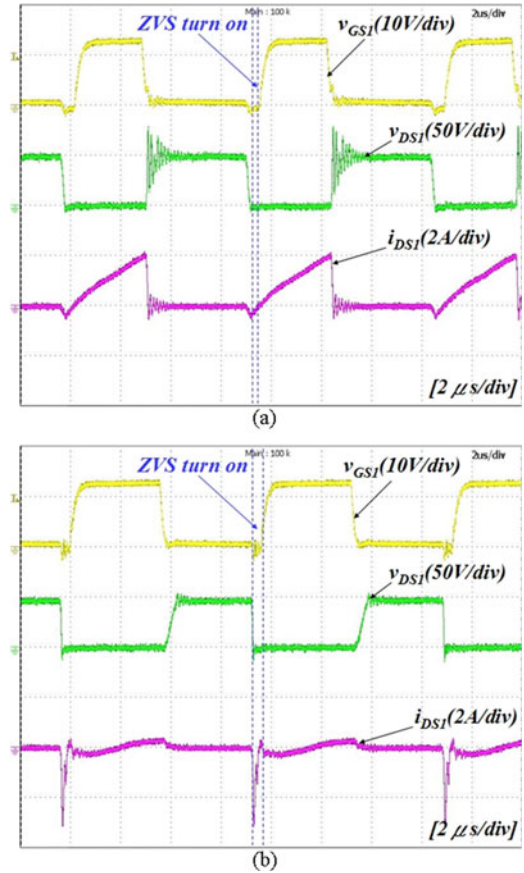 Main : 100 k
2us/div
ZVS turn on
vGS1(10V/div)
vDS1(50V/div)
iDS1(2A/div)
[2 μs/div]
(a)
Main : 100 k
2us/div
ZVS turn on
vGS1(10V/div)
vDS1(50V/div)
iDS1(2A/div)
[2 μs/div]
(b)